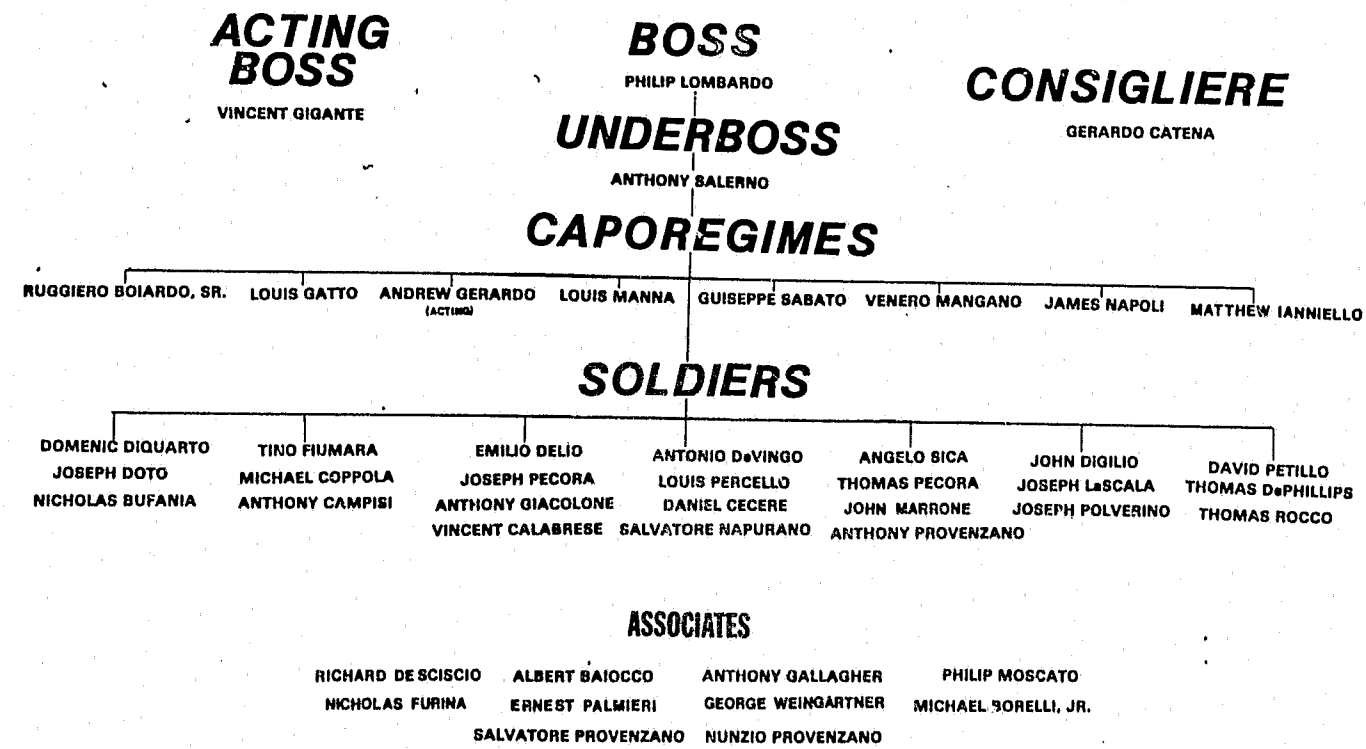 ACTING
BOSS
VINCENT GIGANTE
BOSS
PHILIP LOMBARDO
CONSIGLIERE
GERARDO CATENA
UNDERBOSS
ANTHONY SALERNO
CAPOREGIMES
RUGGIERO BOIARDO, SR. LOUIS GATTO ANDREW GERARDO LOUIS MANNA GUISEPPE SABATO VENERO MANGANO JAMES NAPOLI MATTHEW IANNIELLO
(ACTING)
SOLDIERS
DOMENIC DIQUARTO TINO FIUMARA EMILIO DELIO ANTONIO DeVINGO ANGELO SICA JOHN DIGILIO DAVID PETILLO
JOSEPH DOTO MICHAEL COPPOLA JOSEPH PECORA LOUIS PERCELLO THOMAS PECORA JOSEPH LaSCALA THOMAS DePHILLIPS
NICHOLAS BUFANIA ANTHONY CAMPISI ANTHONY GIACOLONE DANIEL CECERE JOHN MARRONE JOSEPH POLVERINO THOMAS ROCCO
VINCENT CALABRESE SALVATORE NAPURANO ANTHONY PROVENZANO
ASSOCIATES
RICHARD DE SCISCIO ALBERT BAIOCCO ANTHONY GALLAGHER PHILIP MOSCATO
NICHOLAS FURINA ERNEST PALMIERI GEORGE WEINGARTNER MICHAEL BORELLI, JR.
SALVATORE PROVENZANO NUNZIO PROVENZANO